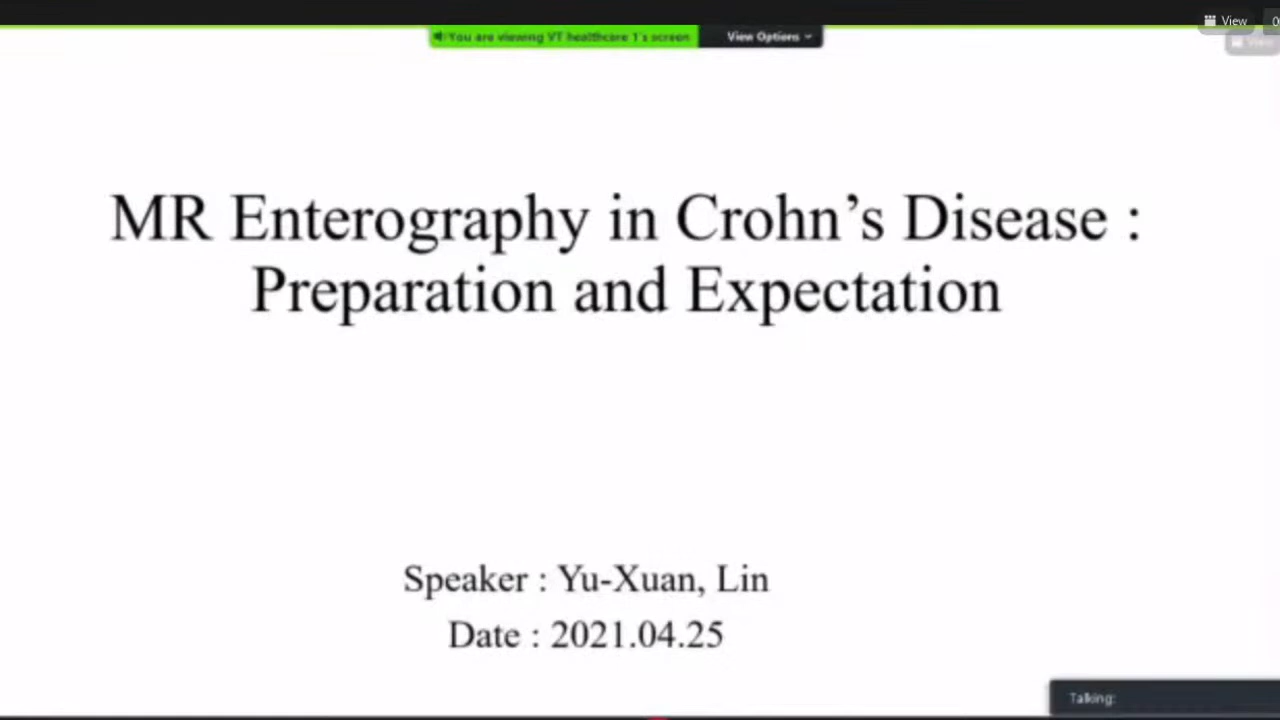 View
You are viewing VT healthcare 1's screen
View Options
View
MR Enterography in Crohn’s Disease :
Preparation and Expectation
Speaker : Yu-Xuan, Lin
Date : 2021.04.25
Talking: